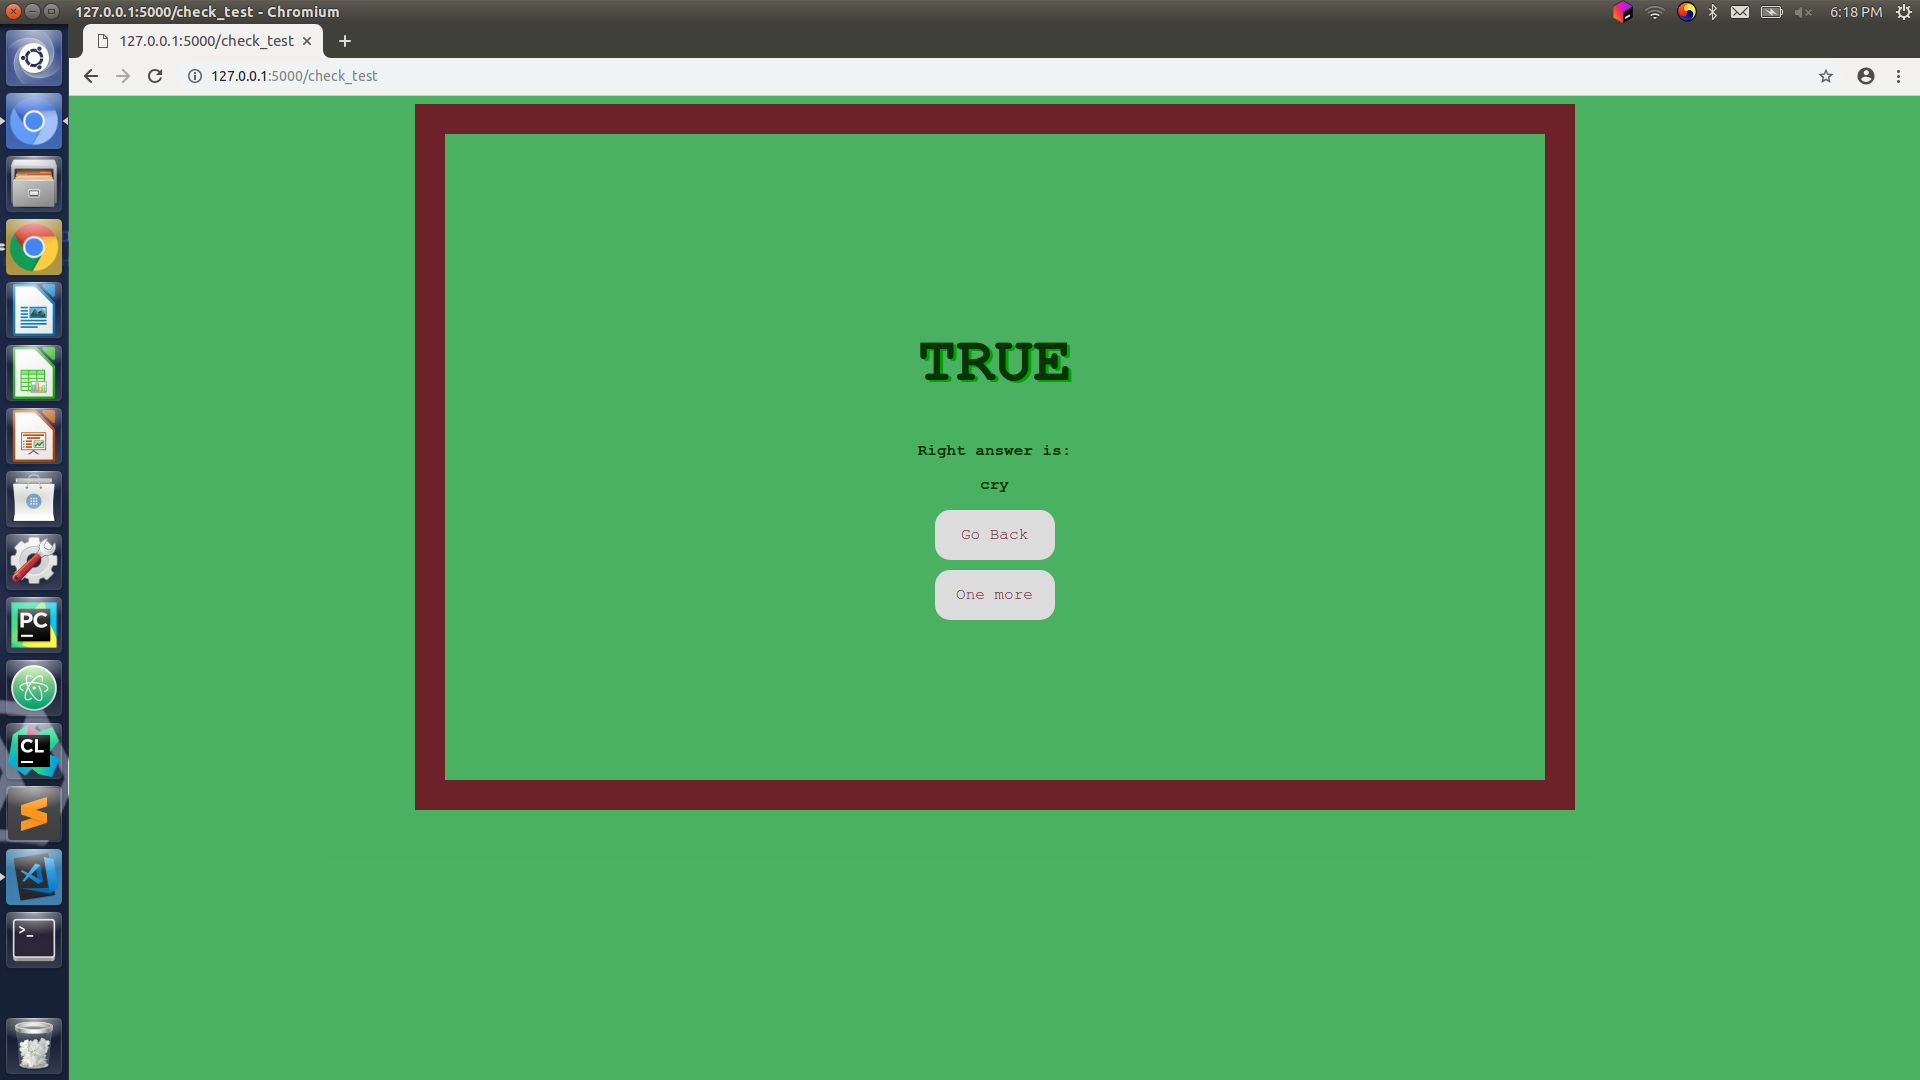 127.0.0.1:5000/check_test - Chromium
6:18 PM
127.0.0.1:5000/check_test
127.0.0.1:5000/check_test
TRUE
Right answer is:
cry
Go Back
One more
PC
CL
>_